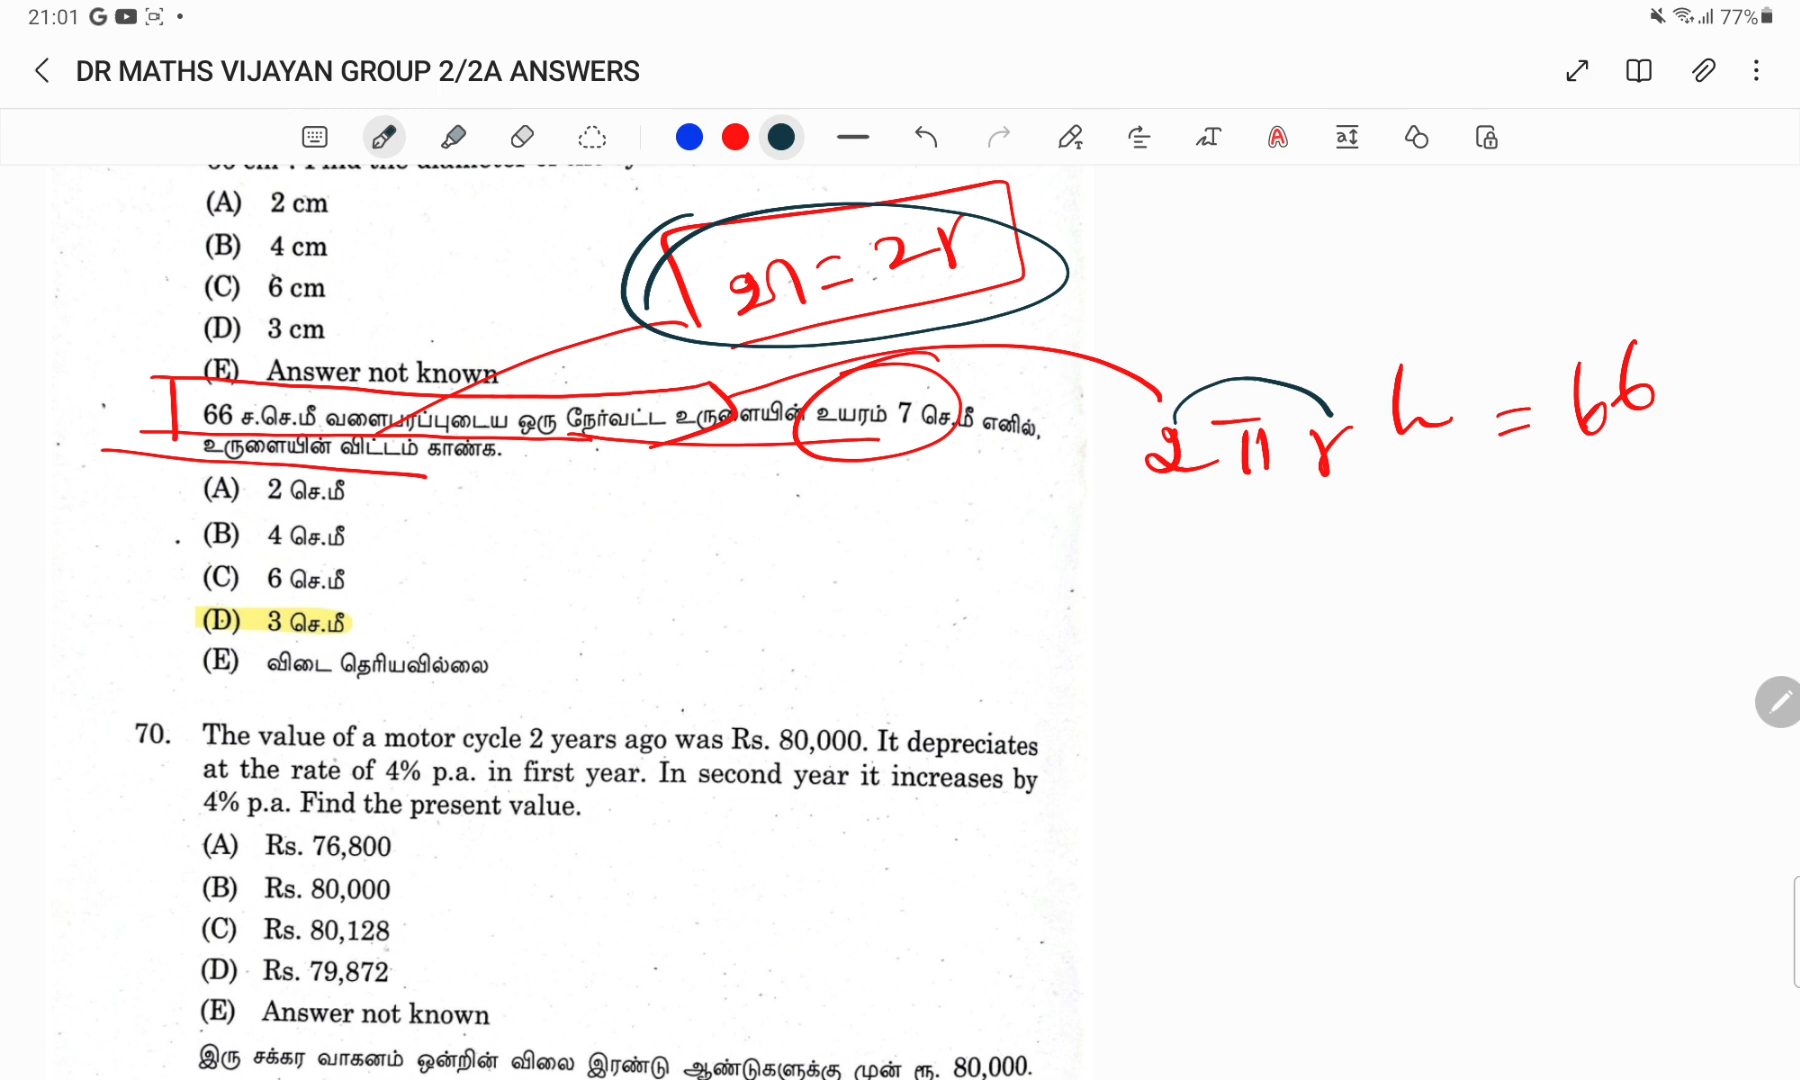 21:01
77%
DR MATHS VIJAYAN GROUP 2/2A ANSWERS
(A) 2 cm
(B) 4 cm
(C) 6 cm
(D) 3 cm
(E) Answer not known
வி = 2r
66 ச.செ.மீ வளைபரப்புடைய ஒரு நேர்வட்ட உருளையின் உயரம் 7 செ.மீ எனில்,
உருளையின் விட்டம் காண்க.
2 π r h = 66
(A) 2 செ.மீ
(B) 4 செ.மீ
(C) 6 செ.மீ
(D) 3 செ.மீ
(E) விடை தெரியவில்லை
70. The value of a motor cycle 2 years ago was Rs. 80,000. It depreciates
at the rate of 4% p.a. in first year. In second year it increases by
4% p.a. Find the present value.
(A) Rs. 76,800
(B) Rs. 80,000
(C) Rs. 80,128
(D) Rs. 79,872
(E) Answer not known
இரு சக்கர வாகனம் ஒன்றின் விலை இரண்டு ஆண்டுகளுக்கு முன் ரூ. 80,000.